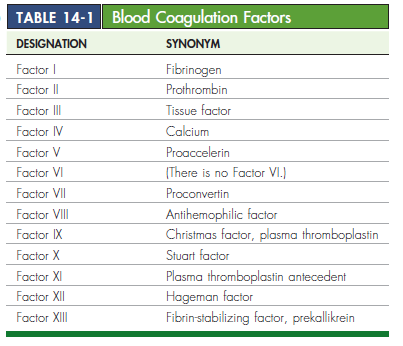 TABLE 14-1 Blood Coagulation Factors
DESIGNATION SYNONYM
Factor I Fibrinogen
Factor II Prothrombin
Factor III Tissue factor
Factor IV Calcium
Factor V Proaccelerin
Factor VI (There is no Factor VI.)
Factor VII Proconvertin
Factor VIII Antihemophilic factor
Factor IX Christmas factor, plasma thromboplastin
Factor X Stuart factor
Factor XI Plasma thromboplastin antecedent
Factor XII Hageman factor
Factor XIII Fibrin-stabilizing factor, prekallikrein